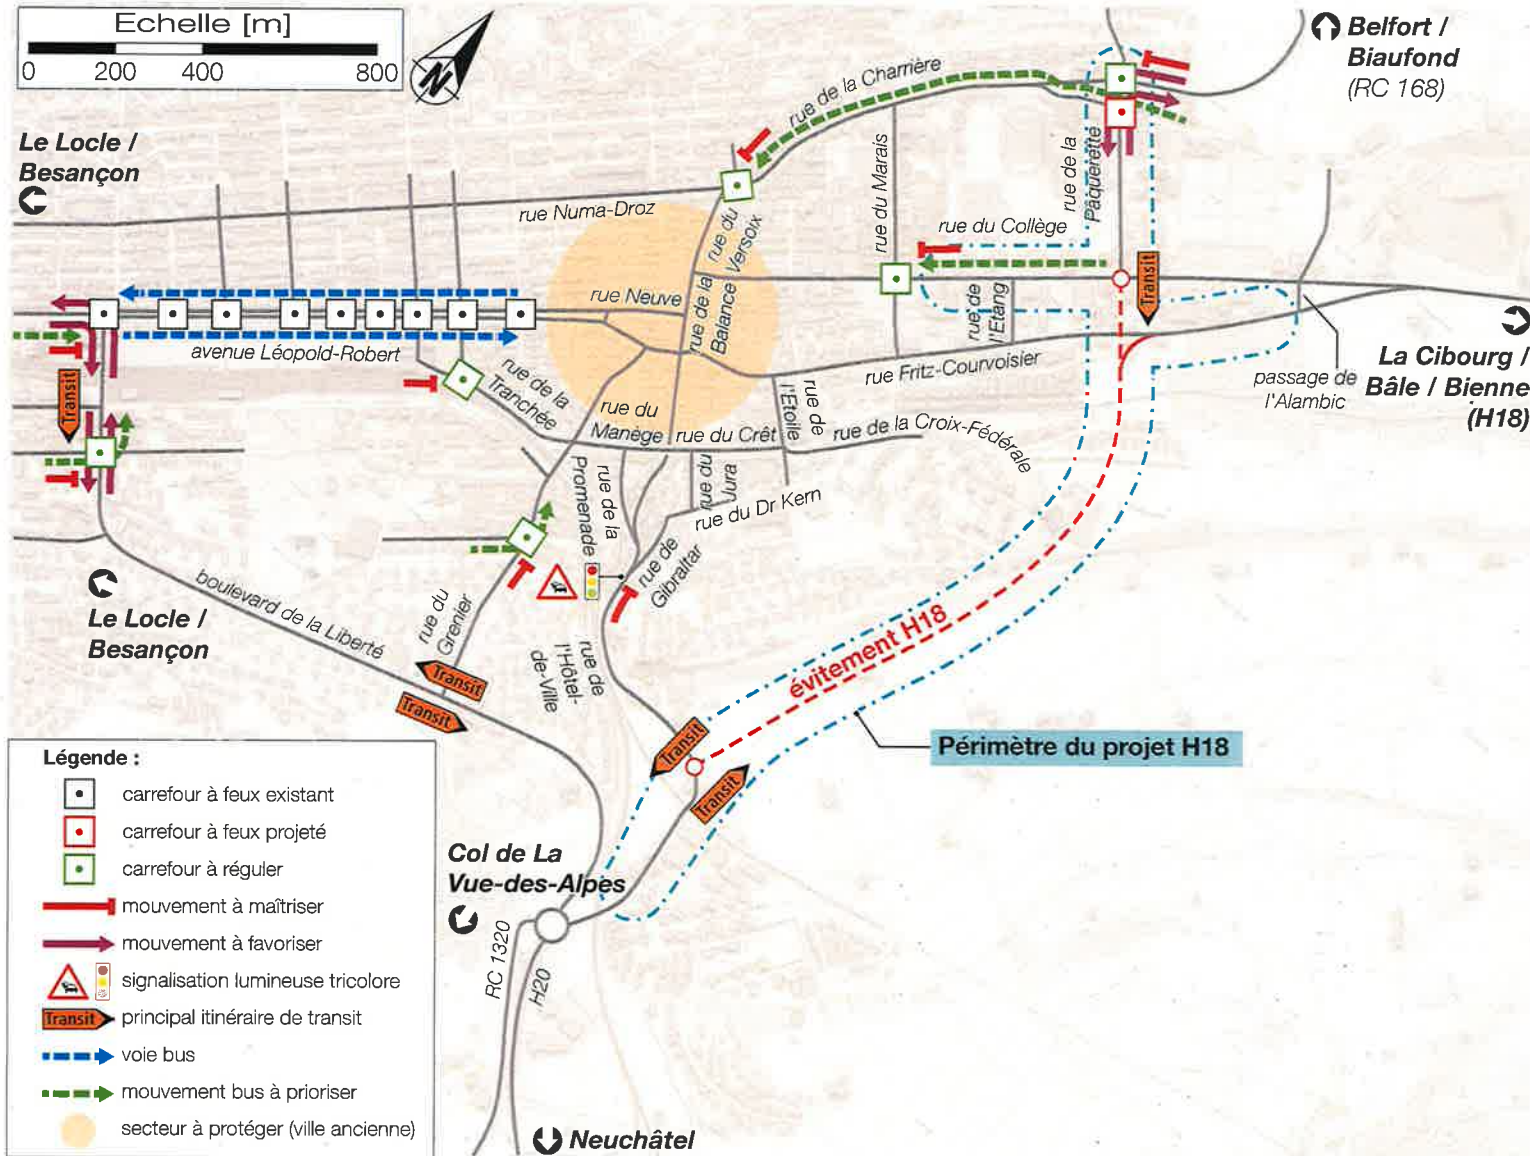 Echelle [m]
0 200 400 800
N
Belfort /
Biaufond
(RC 168)
Le Locle /
Besançon
rue de la Charrière
rue Numa-Droz
rue du
Versoix
rue du Marais
rue de la
Pâquerette
rue du Collège
Transit
rue Neuve
rue de la
Balance
rue de
l'Etang
avenue Léopold-Robert
Transit
rue de la
Tranchée
rue Fritz-Courvoisier
passage de
l'Alambic
La Cibourg /
Bâle / Bienne
(H18)
rue du
Manège
rue du Crêt
rue de
l'Etoile
rue de la Croix-Fédérale
rue de la
Promenade
rue du
Jura
rue du Dr Kern
rue de
Gibraltar
Le Locle /
Besançon
boulevard de la Liberté
rue du
Grenier
rue de
l'Hôtel-
de-Ville
Transit
Transit
évitement H18
Transit
Transit
Périmètre du projet H18
Col de La
Vue-des-Alpes
RC 1320
H20
Neuchâtel
Légende :
carrefour à feux existant
carrefour à feux projeté
carrefour à réguler
mouvement à maîtriser
mouvement à favoriser
signalisation lumineuse tricolore
Transit principal itinéraire de transit
voie bus
mouvement bus à prioriser
secteur à protéger (ville ancienne)